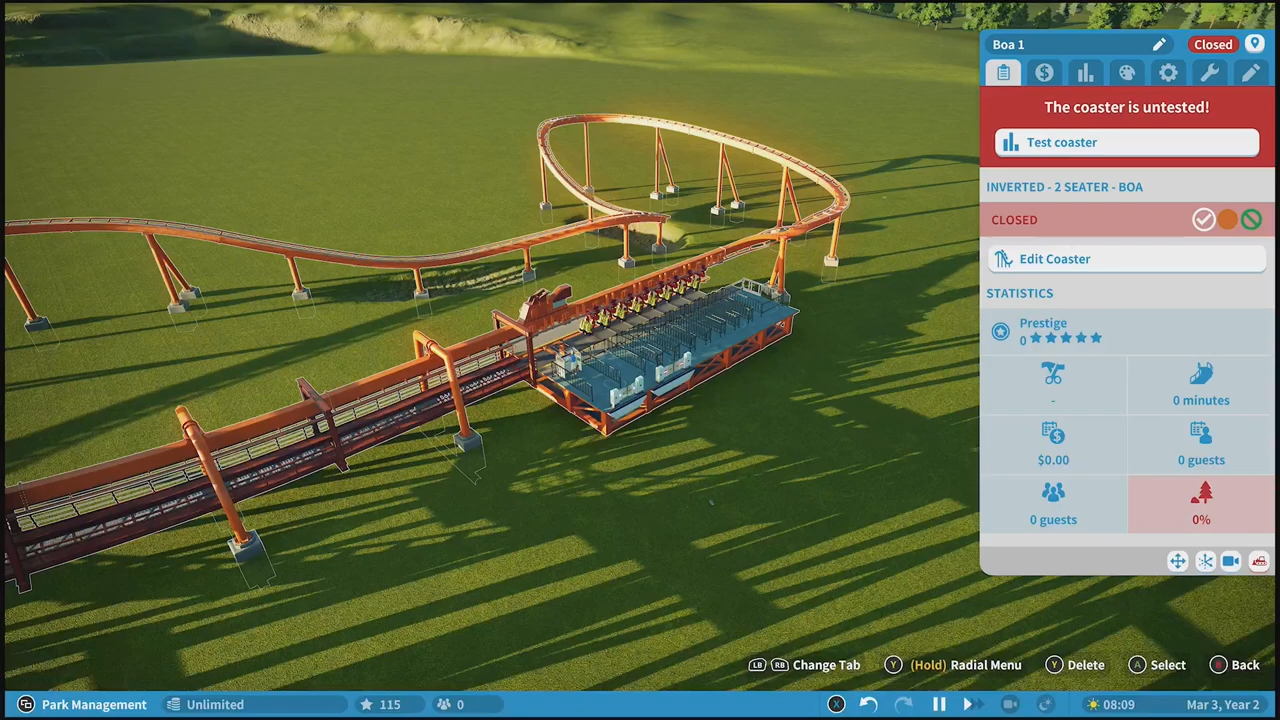 Boa 1
Closed
The coaster is untested!
Test coaster
INVERTED - 2 SEATER - BOA
CLOSED
Edit Coaster
STATISTICS
Prestige
0
-
0 minutes
$0.00
0 guests
0 guests
0%
LB RB Change Tab
Y (Hold) Radial Menu
Y Delete
A Select
B Back
Park Management
Unlimited
115
0
X
08:09
Mar 3, Year 2